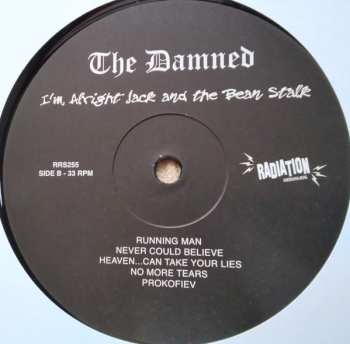 The Damned
I'm Alright Jack and the Bean Stalk
RRS255
SIDE B - 33 RPM
RADIATION
RUNNING MAN
NEVER COULD BELIEVE
HEAVEN...CAN TAKE YOUR LIES
NO MORE TEARS
PROKOFIEV